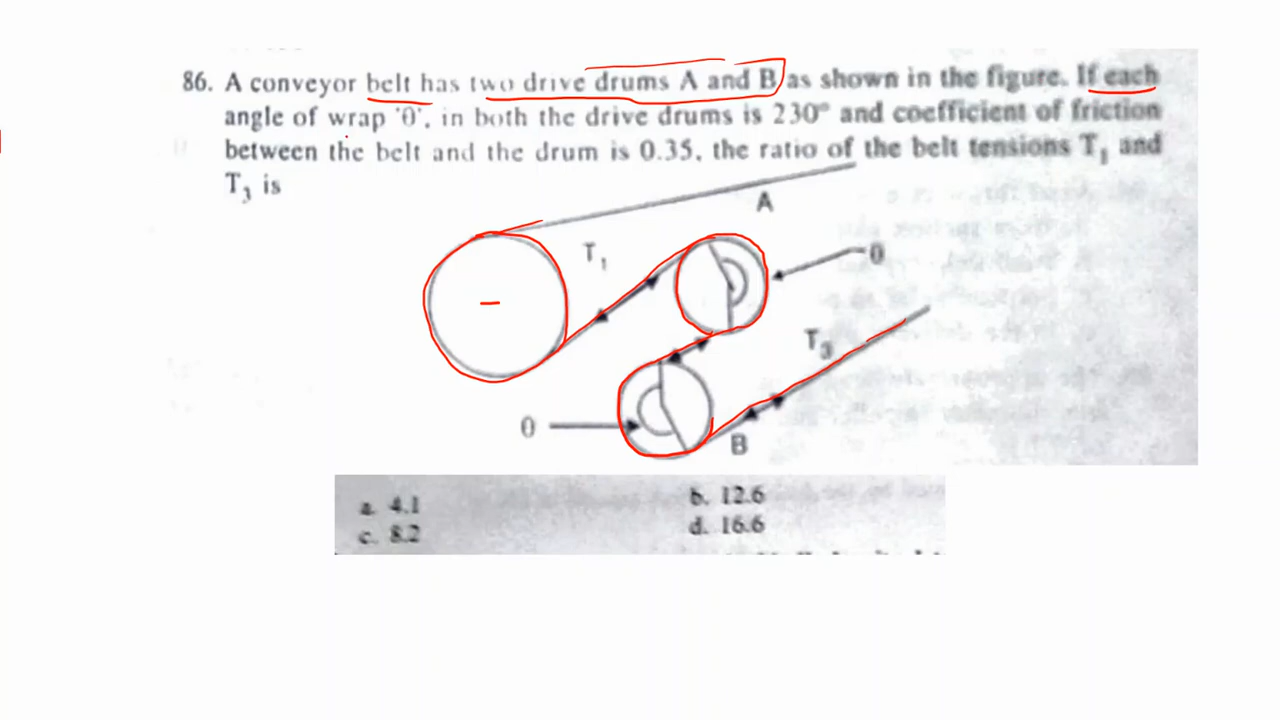 86. A conveyor belt has two drive drums A and B as shown in the figure. If each
angle of wrap 'θ', in both the drive drums is 230° and coefficient of friction
between the belt and the drum is 0.35, the ratio of the belt tensions T₁ and
T₃ is
A
T₁
θ
T₃
θ
B
a. 4.1
b. 12.6
c. 8.2
d. 16.6